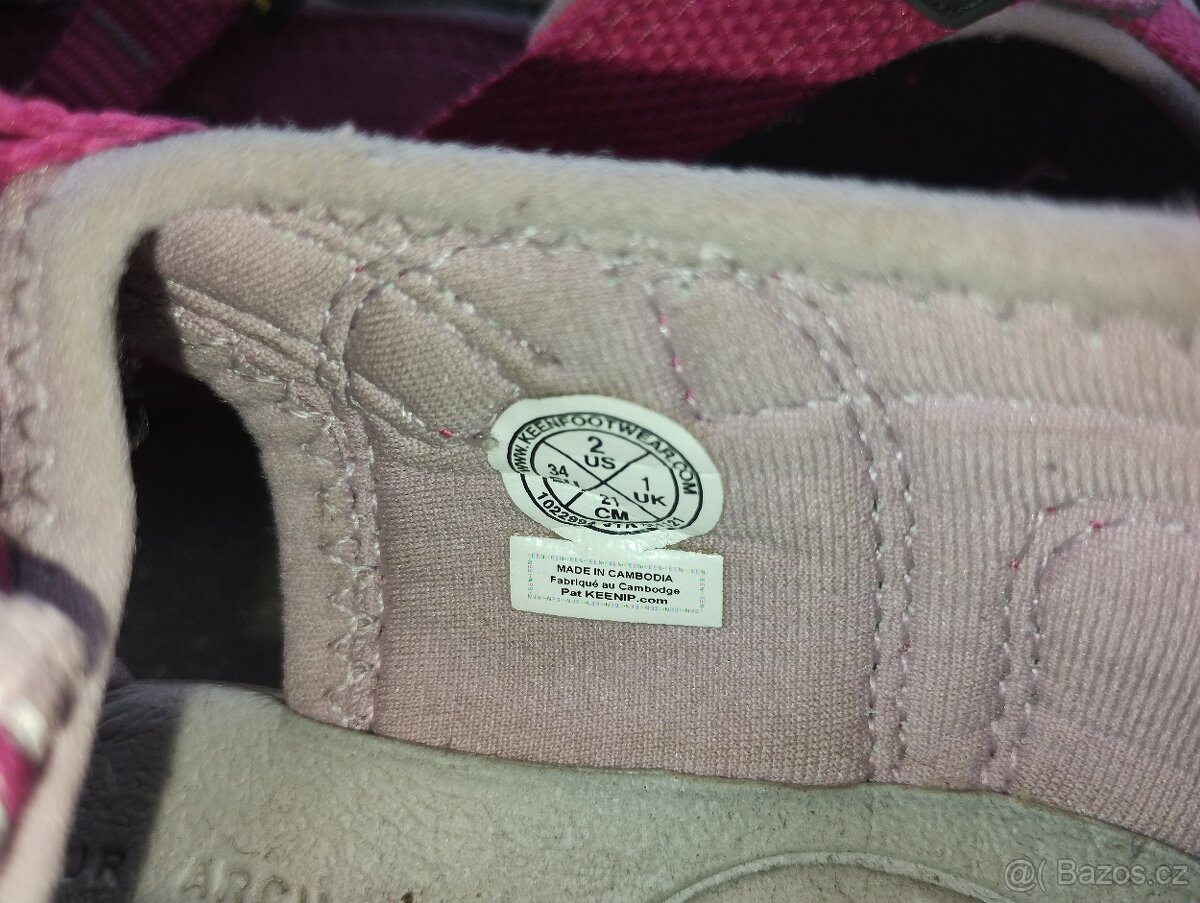 WWW.KEENFOOTWEAR.COM
2
US
34
1
UK
21
CM
MADE IN CAMBODIA
Fabriqué au Cambodge
Pat KEENIP.com
@( Bazos.cz